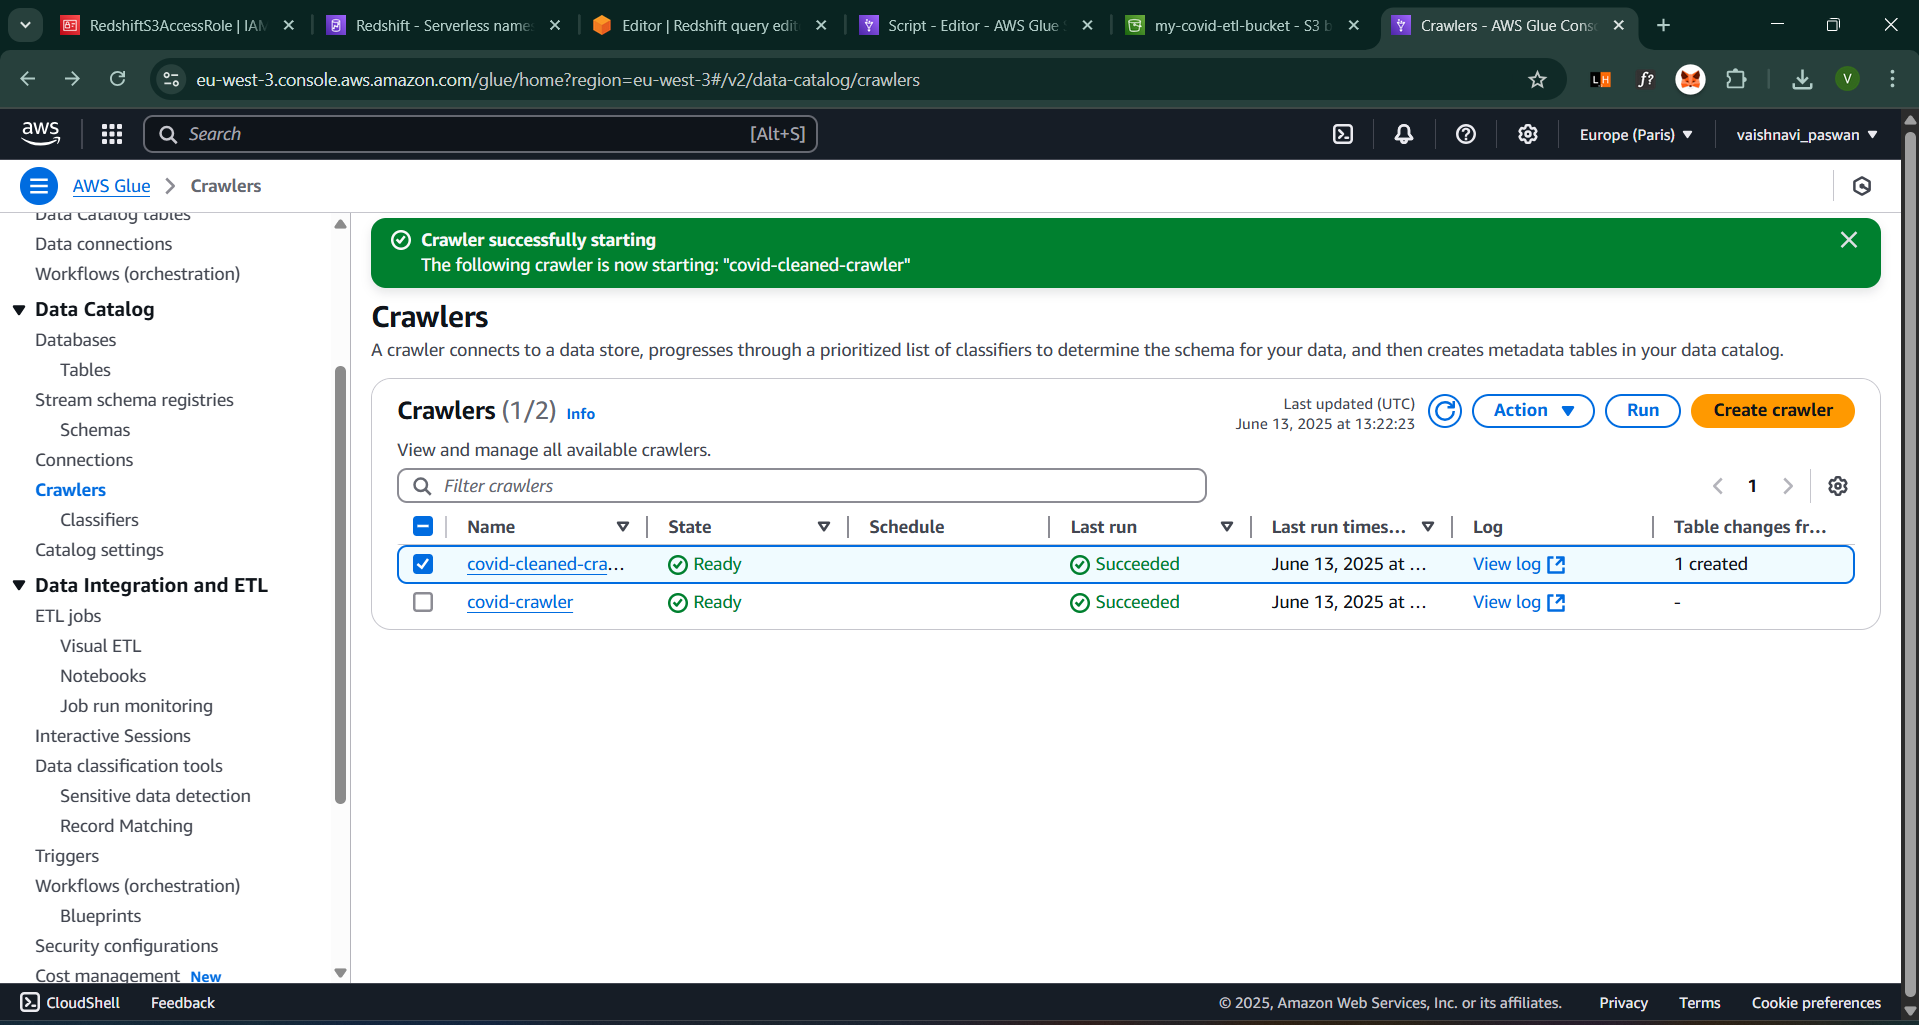 RedshiftS3AccessRole | IAM
Redshift - Serverless name
Editor | Redshift query edit
Script - Editor - AWS Glue S
my-covid-etl-bucket - S3 b
Crawlers - AWS Glue Cons
eu-west-3.console.aws.amazon.com/glue/home?region=eu-west-3#/v2/data-catalog/crawlers
LH
f?
V
aws
Search
[Alt+S]
Europe (Paris)
vaishnavi_paswan
AWS Glue
Crawlers
Data Catalog tables
Data connections
Workflows (orchestration)
Data Catalog
Databases
Tables
Stream schema registries
Schemas
Connections
Crawlers
Classifiers
Catalog settings
Data Integration and ETL
ETL jobs
Visual ETL
Notebooks
Job run monitoring
Interactive Sessions
Data classification tools
Sensitive data detection
Record Matching
Triggers
Workflows (orchestration)
Blueprints
Security configurations
Cost management New
Crawler successfully starting
The following crawler is now starting: "covid-cleaned-crawler"
Crawlers
A crawler connects to a data store, progresses through a prioritized list of classifiers to determine the schema for your data, and then creates metadata tables in your data catalog.
Crawlers (1/2) Info
Last updated (UTC)
June 13, 2025 at 13:22:23
Action
Run
Create crawler
View and manage all available crawlers.
Filter crawlers
1
Name State Schedule Last run Last run times... Log Table changes fr...
covid-cleaned-cra... Ready Succeeded June 13, 2025 at ... View log 1 created
covid-crawler Ready Succeeded June 13, 2025 at ... View log -
CloudShell
Feedback
© 2025, Amazon Web Services, Inc. or its affiliates.
Privacy
Terms
Cookie preferences